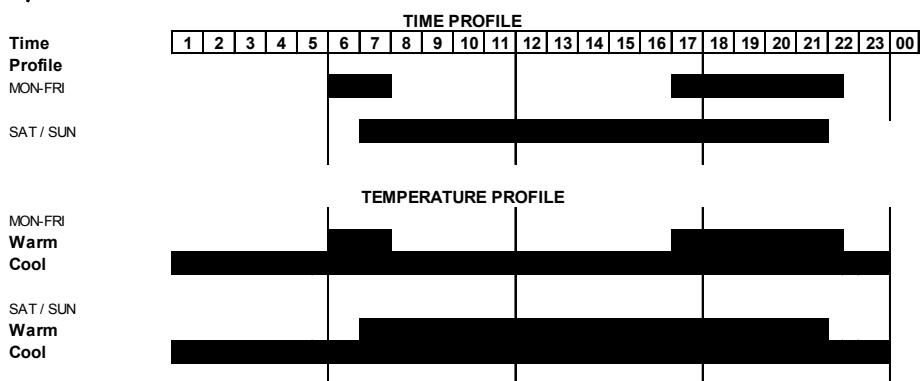 TIME PROFILE
Time 1 2 3 4 5 6 7 8 9 10 11 12 13 14 15 16 17 18 19 20 21 22 23 00
Profile
MON-FRI
SAT / SUN
TEMPERATURE PROFILE
MON-FRI
Warm
Cool
SAT / SUN
Warm
Cool